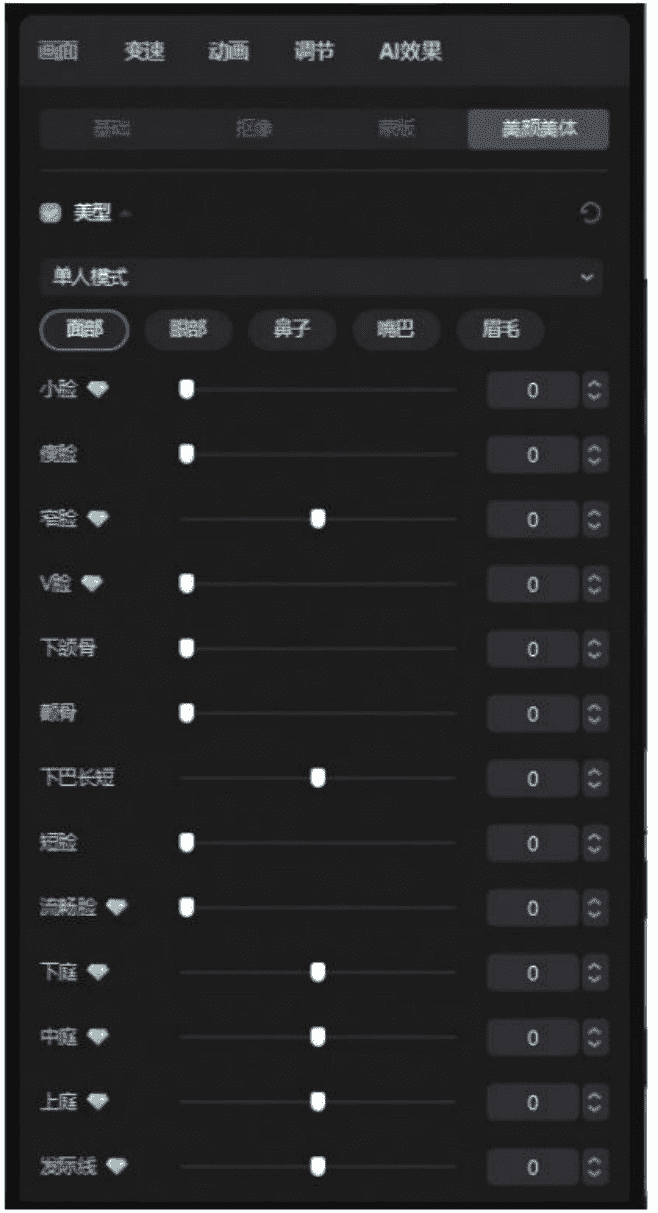 画面 变速 动画 调节 AI效果
基础 抠像 蒙版 美颜美体
美型
单人模式
面部 眼部 鼻子 嘴巴 眉毛
小脸 0
瘦脸 0
窄脸 0
V脸 0
下颌骨 0
颧骨 0
下巴长短 0
短脸 0
流畅脸 0
下庭 0
中庭 0
上庭 0
发际线 0